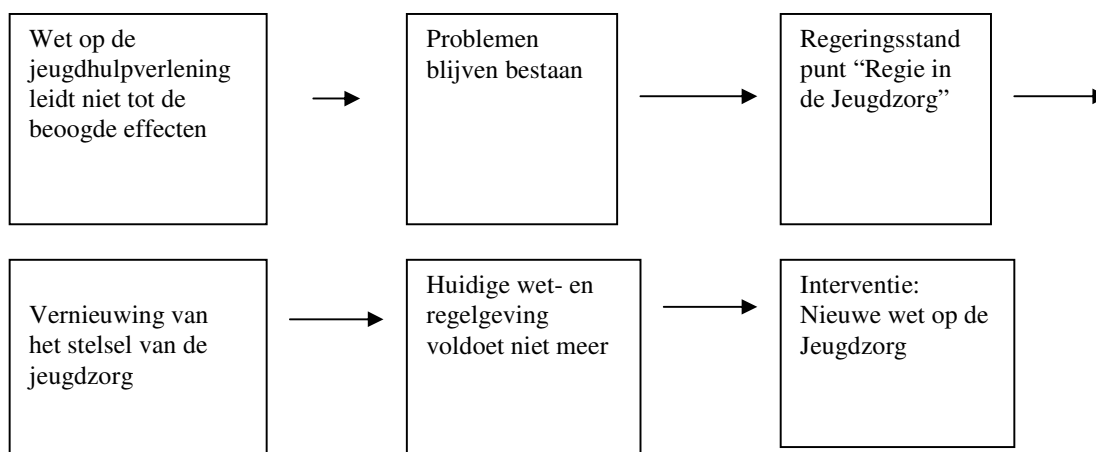 Wet op de
jeugdhulpverlening
leidt niet tot de
beoogde effecten
Problemen
blijven bestaan
Regeringsstand
punt “Regie in
de Jeugdzorg”
Vernieuwing van
het stelsel van de
jeugdzorg
Huidige wet- en
regelgeving
voldoet niet meer
Interventie:
Nieuwe wet op de
Jeugdzorg